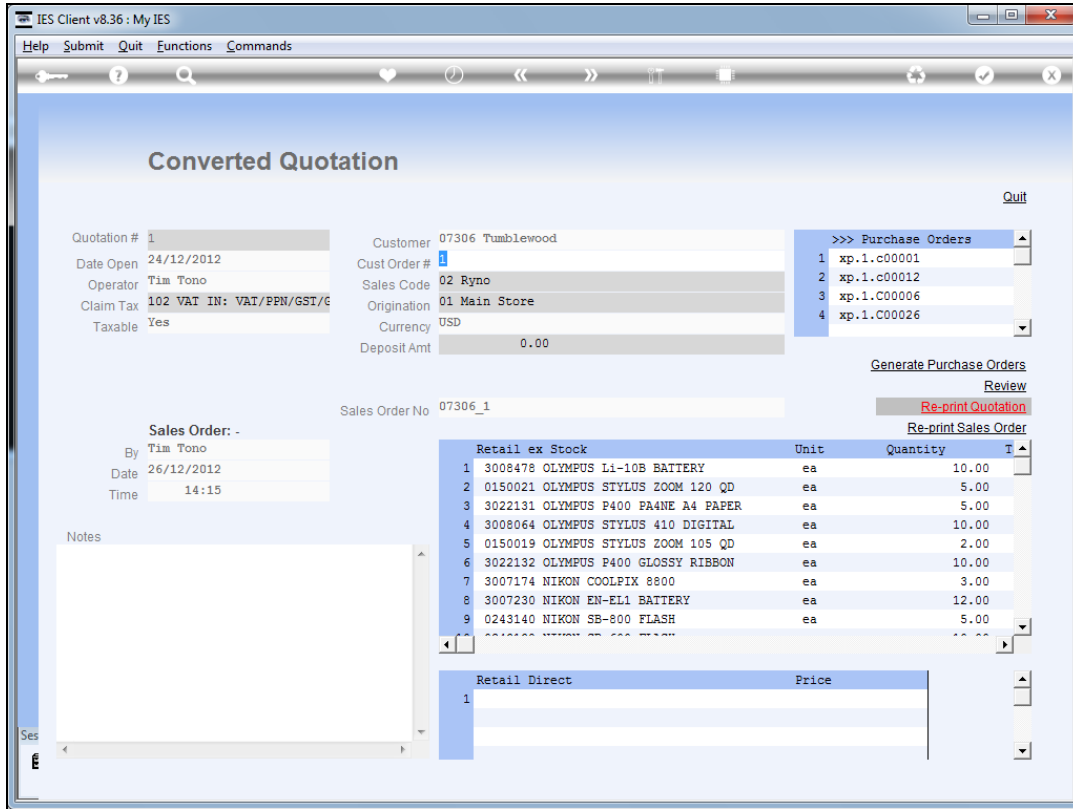 IES Client v8.36 : My IES
Help Submit Quit Functions Commands
Converted Quotation
Quit
Quotation # 1
Date Open 24/12/2012
Operator Tim Tono
Claim Tax 102 VAT IN: VAT/PPN/GST/G
Taxable Yes
Customer 07306 Tumblewood
Cust Order # 1
Sales Code 02 Ryno
Origination 01 Main Store
Currency USD
Deposit Amt 0.00
>>> Purchase Orders
1 xp.1.c00001
2 xp.1.c00012
3 xp.1.C00006
4 xp.1.C00026
Generate Purchase Orders
Review
Re-print Quotation
Re-print Sales Order
Sales Order No 07306_1
Sales Order: -
By Tim Tono
Date 26/12/2012
Time 14:15
Notes
Retail ex Stock Unit Quantity T
1 3008478 OLYMPUS Li-10B BATTERY ea 10.00
2 0150021 OLYMPUS STYLUS ZOOM 120 QD ea 5.00
3 3022131 OLYMPUS P400 PA4NE A4 PAPER ea 5.00
4 3008064 OLYMPUS STYLUS 410 DIGITAL ea 10.00
5 0150019 OLYMPUS STYLUS ZOOM 105 QD ea 2.00
6 3022132 OLYMPUS P400 GLOSSY RIBBON ea 10.00
7 3007174 NIKON COOLPIX 8800 ea 3.00
8 3007230 NIKON EN-EL1 BATTERY ea 12.00
9 0243140 NIKON SB-800 FLASH ea 5.00
Retail Direct Price
1
Ses